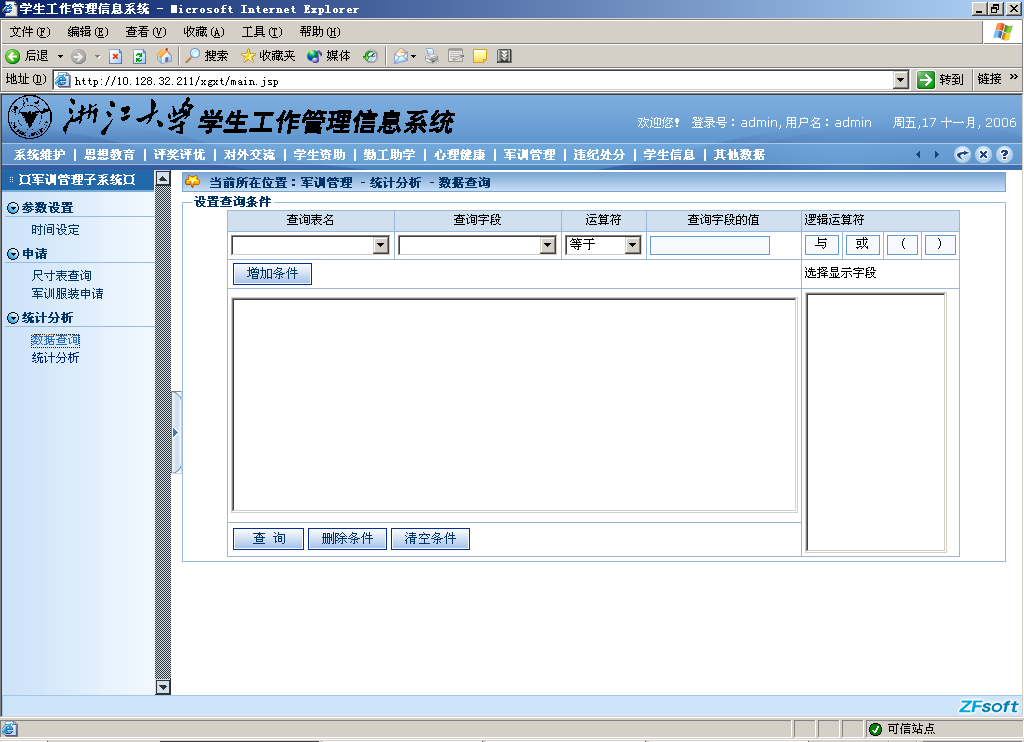 学生工作管理信息系统 - Microsoft Internet Explorer
文件(F) 编辑(E) 查看(V) 收藏(A) 工具(T) 帮助(H)
后退 搜索 收藏夹 媒体
地址(D) http://10.128.32.211/xgxt/main.jsp 转到 链接 »
浙江大学 学生工作管理信息系统
欢迎您! 登录号：admin, 用户名：admin 周五,17 十一月, 2006
系统维护 | 思想教育 | 评奖评优 | 对外交流 | 学生资助 | 勤工助学 | 心理健康 | 军训管理 | 违纪处分 | 学生信息 | 其他数据
¤军训管理子系统¤
参数设置
时间设定
申请
尺寸表查询
军训服装申请
统计分析
数据查询
统计分析
当前所在位置：军训管理 - 统计分析 - 数据查询
设置查询条件
查询表名 查询字段 运算符 查询字段的值 逻辑运算符
等于 与 或 ( )
增加条件 选择显示字段
查 询 删除条件 清空条件
ZFsoft
可信站点